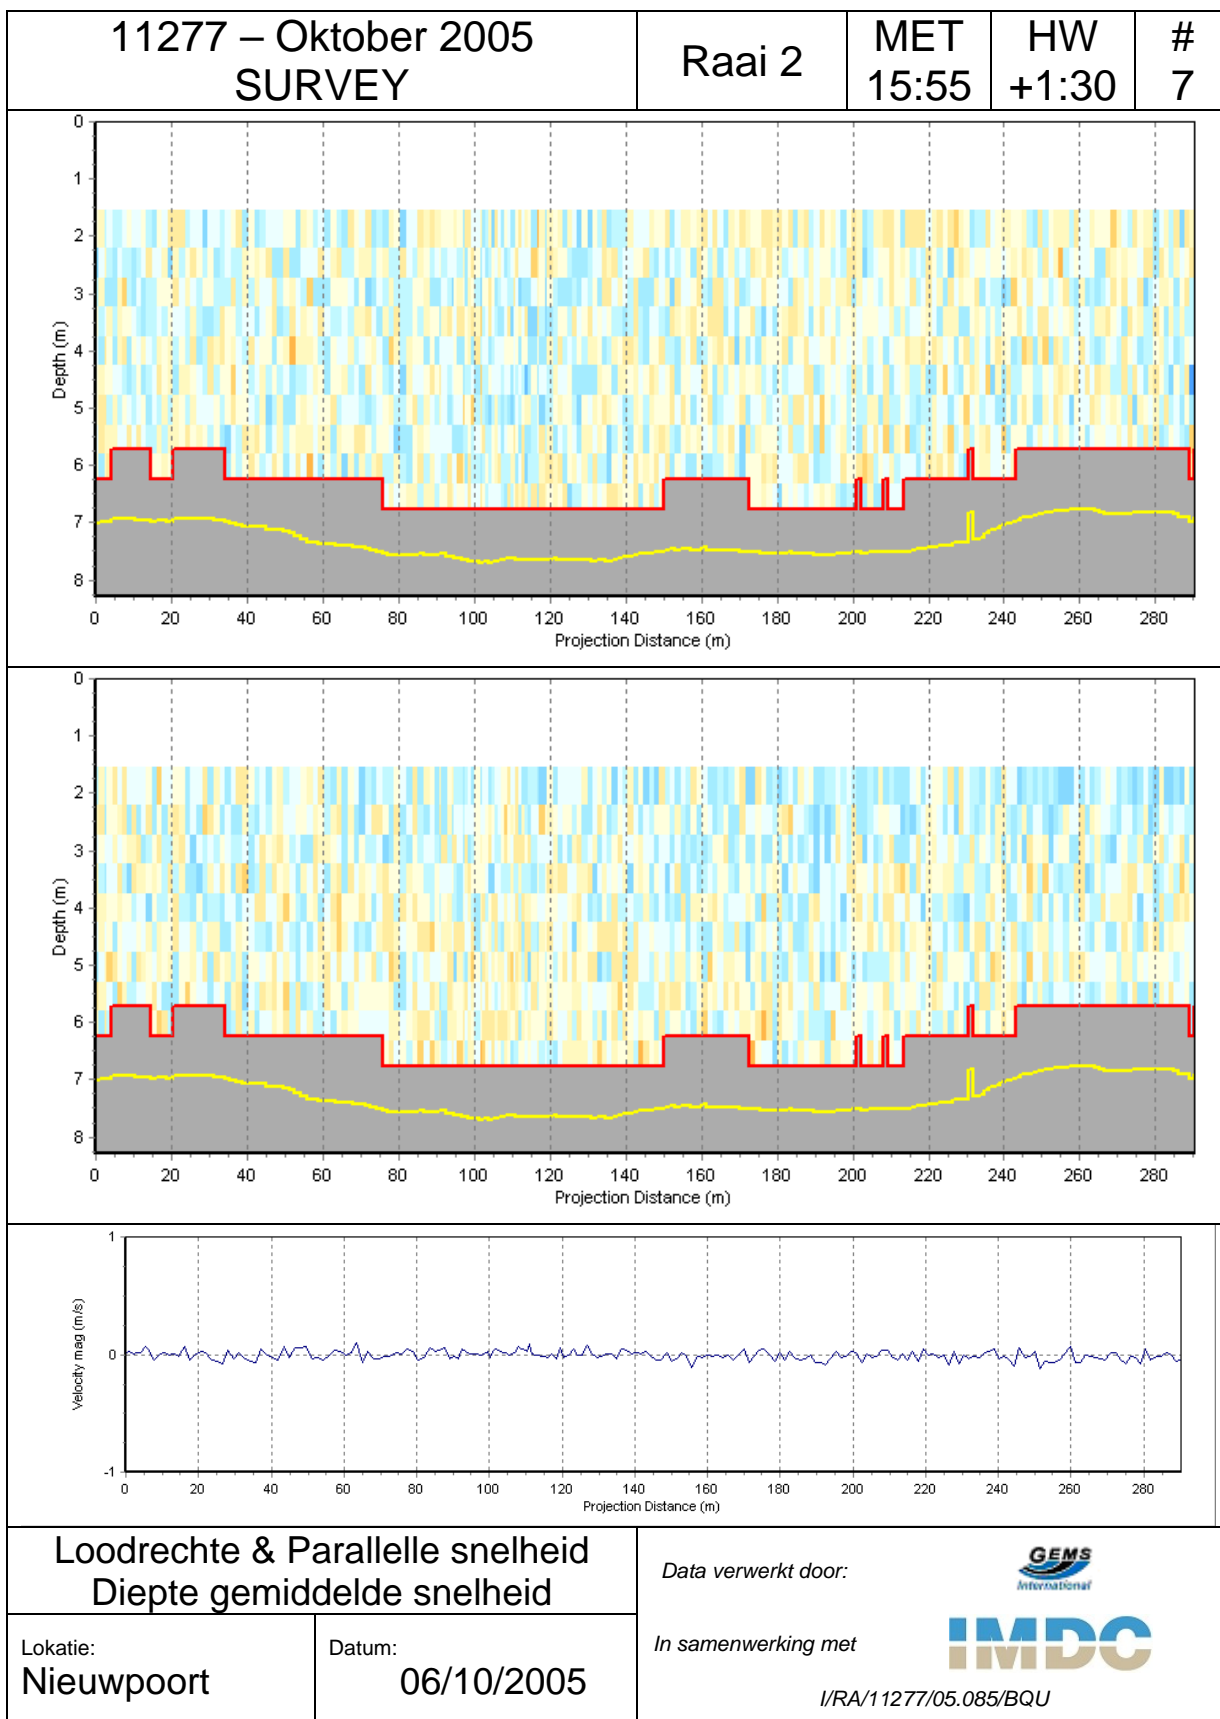 11277 – Oktober 2005
SURVEY
Raai 2
MET
15:55
HW
+1:30
#
7
0
1
2
3
4
5
6
7
8
Depth (m)
0 20 40 60 80 100 120 140 160 180 200 220 240 260 280
Projection Distance (m)
0
1
2
3
4
5
6
7
8
Depth (m)
0 20 40 60 80 100 120 140 160 180 200 220 240 260 280
Projection Distance (m)
1
0
-1
Velocity mag (m/s)
0 20 40 60 80 100 120 140 160 180 200 220 240 260 280
Projection Distance (m)
Loodrechte & Parallelle snelheid
Diepte gemiddelde snelheid
Lokatie:
Nieuwpoort
Datum:
06/10/2005
Data verwerkt door:
GEMS
International
In samenwerking met
IMDC
I/RA/11277/05.085/BQU